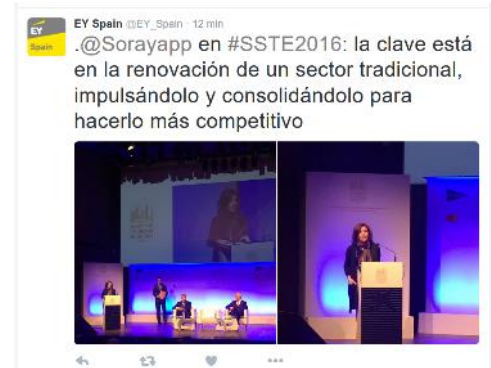 EY Spain @EY_Spain · 12 min
EY
Spain
.@Sorayapp en #SSTE2016: la clave está
en la renovación de un sector tradicional,
impulsándolo y consolidándolo para
hacerlo más competitivo